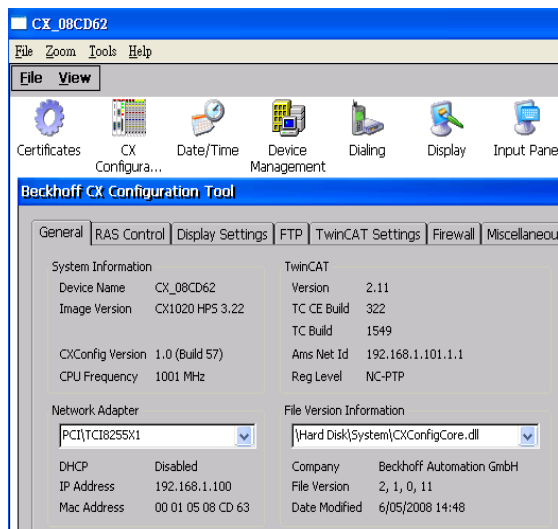 CX_08CD62
File Zoom Tools Help
File View
Certificates CX Configura... Date/Time Device Management Dialing Display Input Pane
Beckhoff CX Configuration Tool
General RAS Control Display Settings FTP TwinCAT Settings Firewall Miscellaneou
System Information
Device Name CX_08CD62
Image Version CX1020 HPS 3.22
CXConfig Version 1.0 (Build 57)
CPU Frequency 1001 MHz
TwinCAT
Version 2.11
TC CE Build 322
TC Build 1549
Ams Net Id 192.168.1.101.1.1
Reg Level NC-PTP
Network Adapter
PCI\TCI8255X1
DHCP Disabled
IP Address 192.168.1.100
Mac Address 00 01 05 08 CD 63
File Version Information
\Hard Disk\System\CXConfigCore.dll
Company Beckhoff Automation GmbH
File Version 2, 1, 0, 11
Date Modified 6/05/2008 14:48